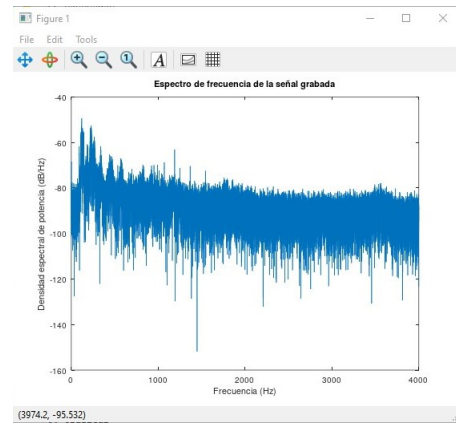 Figure 1
File Edit Tools
A
Espectro de frecuencia de la señal grabada
Densidad espectral de potencia (dB/Hz)
-40
-60
-80
-100
-120
-140
-160
0 1000 2000 3000 4000
Frecuencia (Hz)
(3974.2, -95.532)